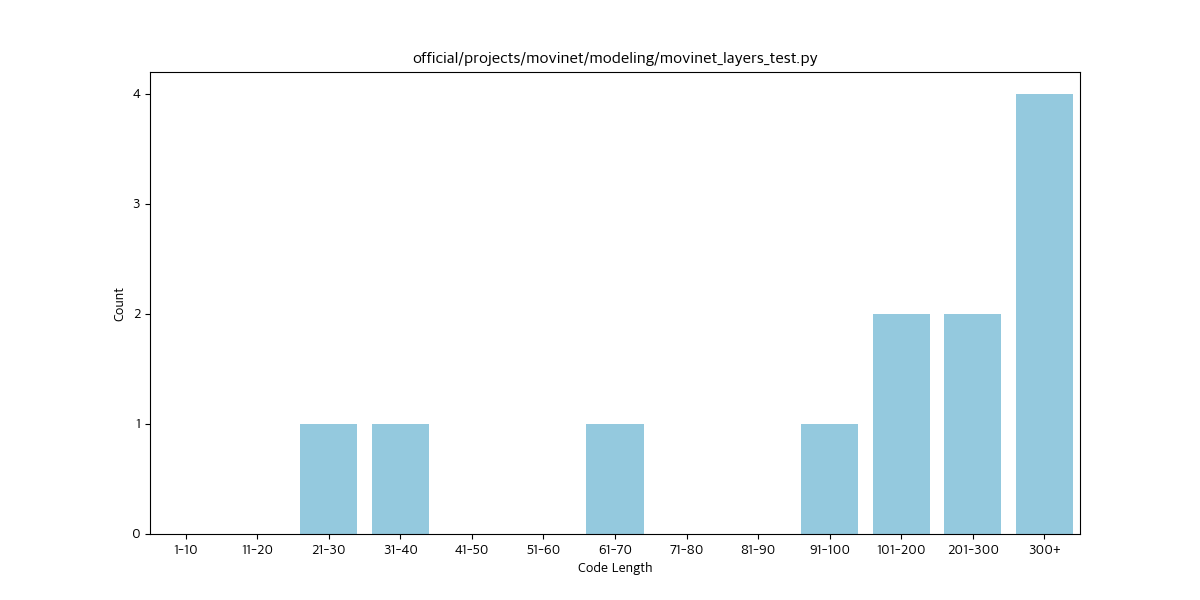 official/projects/movinet/modeling/movinet_layers_test.py
Count
4
3
2
1
0
1-10 11-20 21-30 31-40 41-50 51-60 61-70 71-80 81-90 91-100 101-200 201-300 300+
Code Length